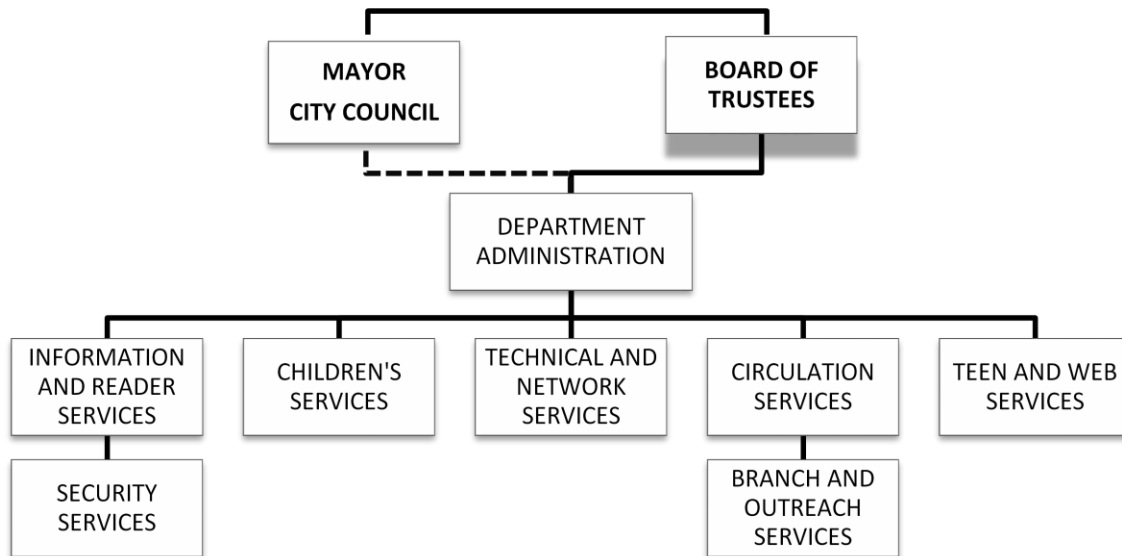 MAYOR
CITY COUNCIL
BOARD OF
TRUSTEES
DEPARTMENT
ADMINISTRATION
INFORMATION
AND READER
SERVICES
CHILDREN'S
SERVICES
TECHNICAL AND
NETWORK
SERVICES
CIRCULATION
SERVICES
TEEN AND WEB
SERVICES
SECURITY
SERVICES
BRANCH AND
OUTREACH
SERVICES